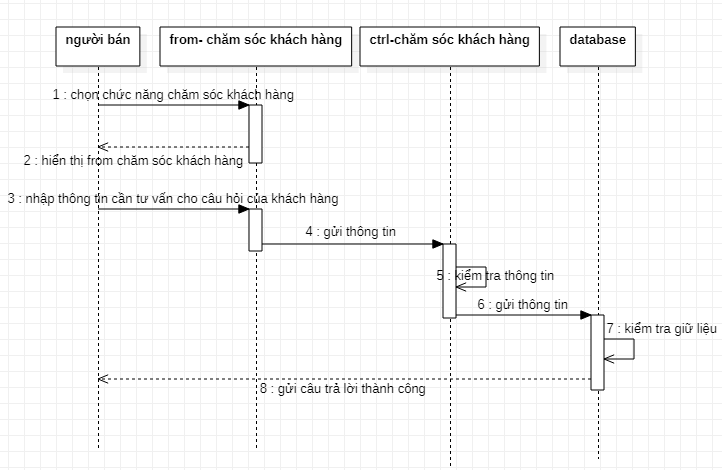 người bán
from- chăm sóc khách hàng
ctrl-chăm sóc khách hàng
database
1 : chọn chức năng chăm sóc khách hàng
2 : hiển thị from chăm sóc khách hàng
3 : nhập thông tin cần tư vấn cho câu hỏi của khách hàng
4 : gửi thông tin
5 : kiểm tra thông tin
6 : gửi thông tin
7 : kiểm tra giữ liệu
8 : gửi câu trả lời thành công